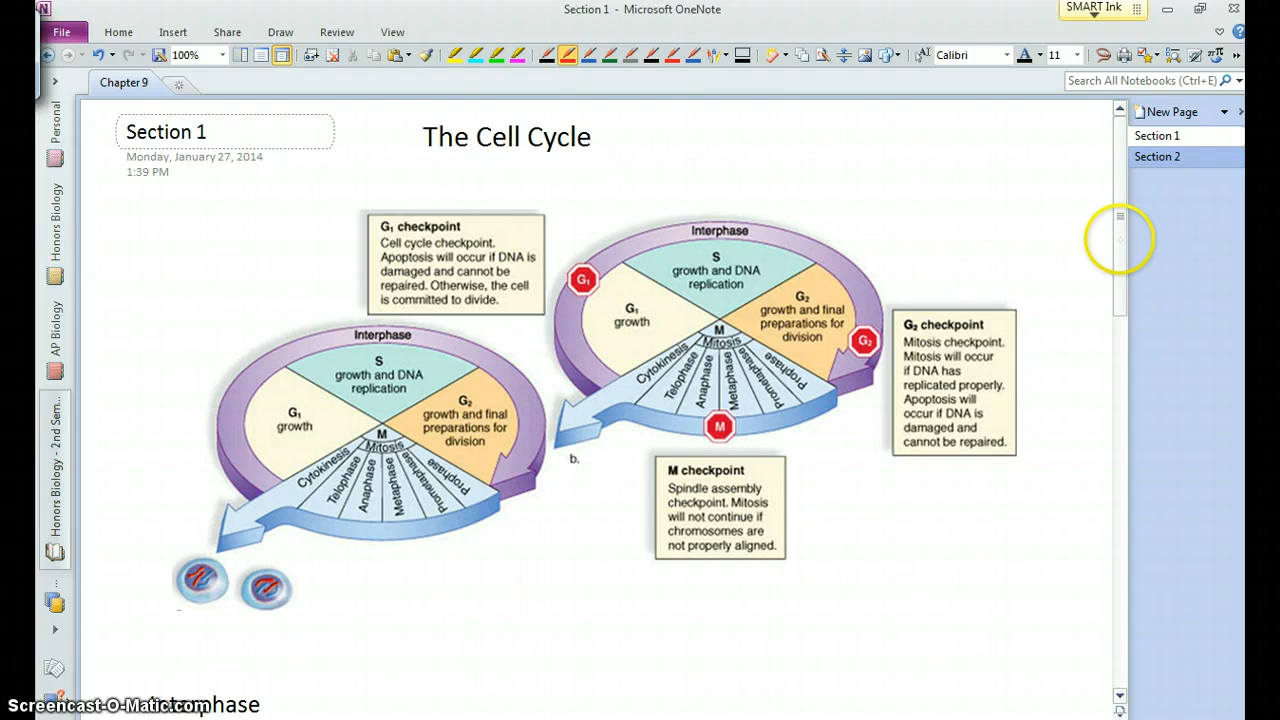 Section 1 - Microsoft OneNote
SMART Ink
File Home Insert Share Draw Review View
100%
Calibri
11
Chapter 9
Search All Notebooks (Ctrl+E)
New Page
Section 1
Section 2
Personal
Honors Biology
AP Biology
Honors Biology - 2nd Sem...
Section 1
Monday, January 27, 2014
1:39 PM
The Cell Cycle
G1 checkpoint
Cell cycle checkpoint.
Apoptosis will occur if DNA is
damaged and cannot be
repaired. Otherwise, the cell
is committed to divide.
Interphase
S
growth and DNA
replication
G1
growth
G2
growth and final
preparations for
division
M
Mitosis
Cytokinesis
Telophase
Anaphase
Metaphase
Prometaphase
Prophase
Interphase
S
growth and DNA
replication
G1
G1
growth
G2
growth and final
preparations for
division
G2
M
Mitosis
Cytokinesis
Telophase
Anaphase
Metaphase
Prometaphase
Prophase
M
b.
G2 checkpoint
Mitosis checkpoint.
Mitosis will occur
if DNA has
replicated properly.
Apoptosis will
occur if DNA is
damaged and
cannot be repaired.
M checkpoint
Spindle assembly
checkpoint. Mitosis
will not continue if
chromosomes are
not properly aligned.
Interphase
Screencast-O-Matic.com